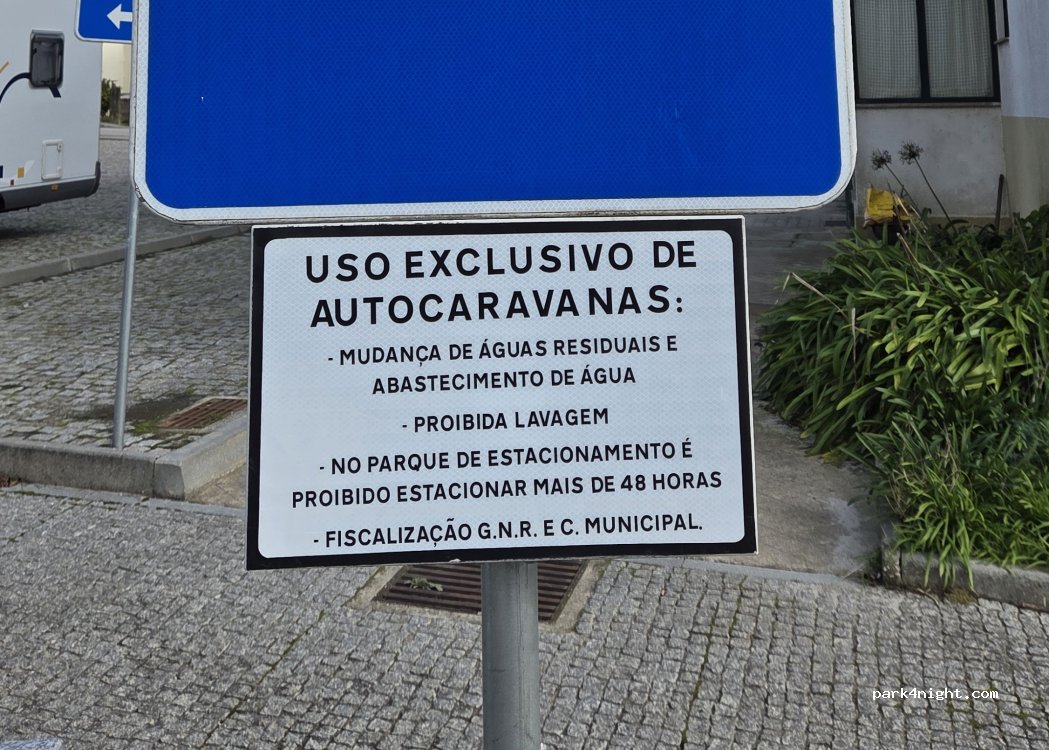 USO EXCLUSIVO DE
AUTOCARAVANAS:
- MUDANÇA DE ÁGUAS RESIDUAIS E
ABASTECIMENTO DE ÁGUA
- PROIBIDA LAVAGEM
- NO PARQUE DE ESTACIONAMENTO É
PROIBIDO ESTACIONAR MAIS DE 48 HORAS
- FISCALIZAÇÃO G.N.R. E C. MUNICIPAL.
park4night.com